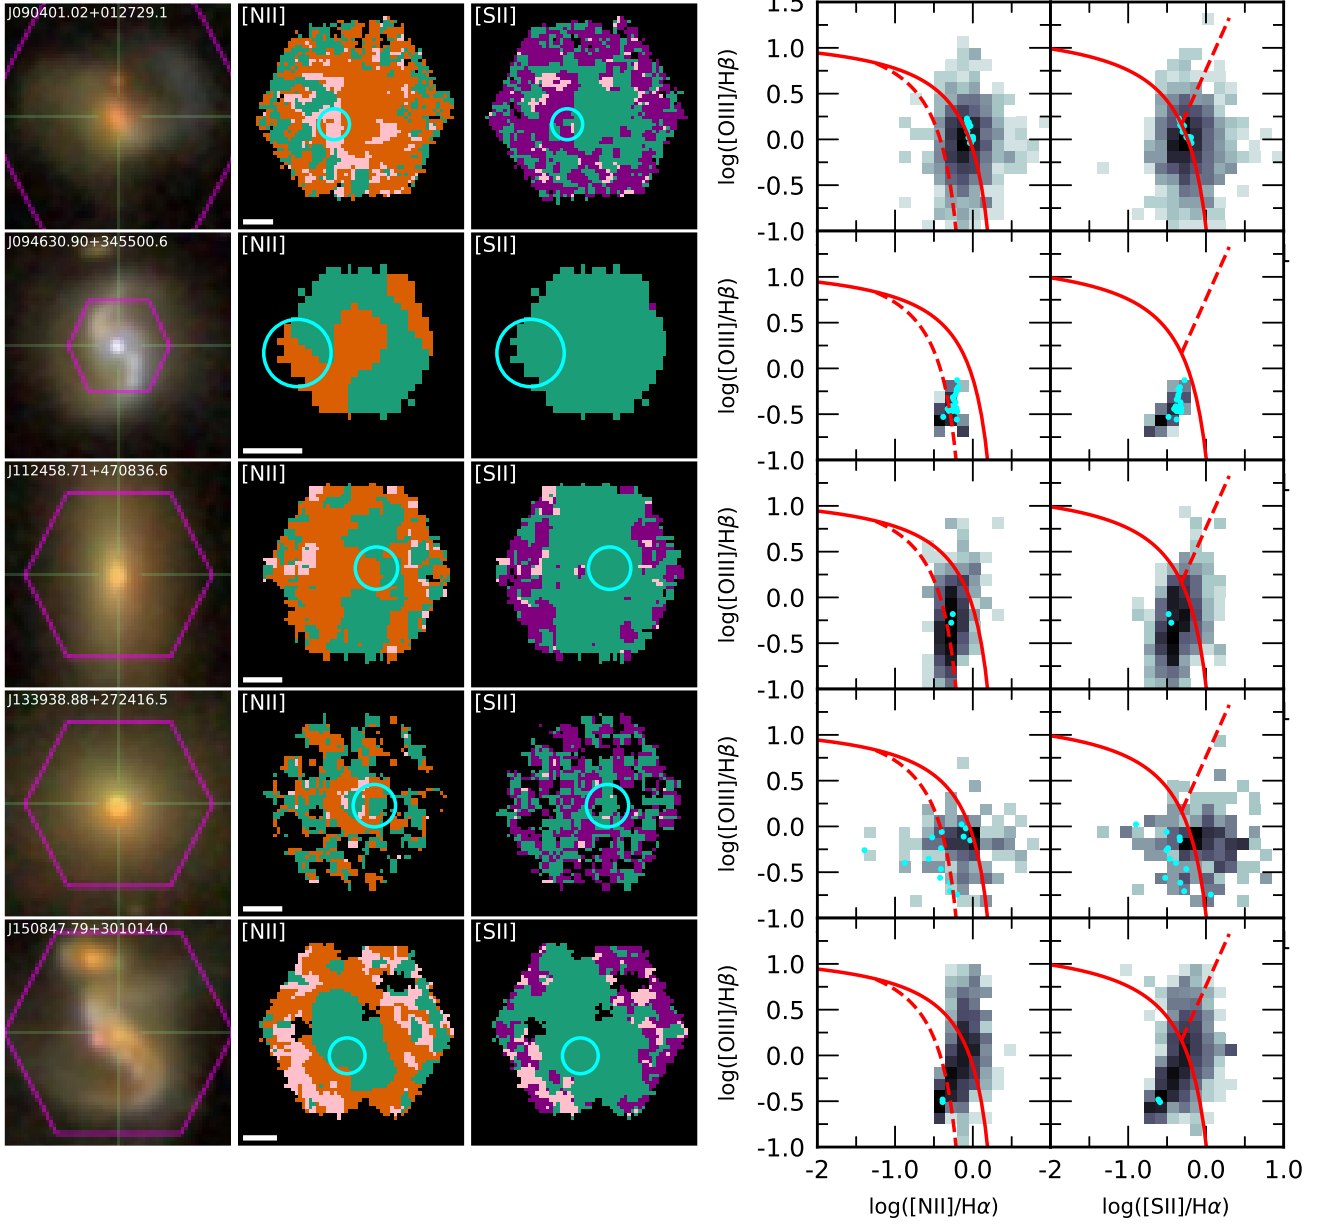 J090401.02+012729.1
[NII]
[SII]
log([OIII]/Hβ)
1.5
1.0
0.5
0.0
-0.5
-1.0
J094630.90+345500.6
[NII]
[SII]
log([OIII]/Hβ)
1.0
0.5
0.0
-0.5
-1.0
J112458.71+470836.6
[NII]
[SII]
log([OIII]/Hβ)
1.0
0.5
0.0
-0.5
-1.0
J133938.88+272416.5
[NII]
[SII]
log([OIII]/Hβ)
1.0
0.5
0.0
-0.5
-1.0
J150847.79+301014.0
[NII]
[SII]
log([OIII]/Hβ)
1.0
0.5
0.0
-0.5
-1.0
-2 -1.0 0.0 -2 -1.0 0.0 1.0
log([NII]/Hα) log([SII]/Hα)